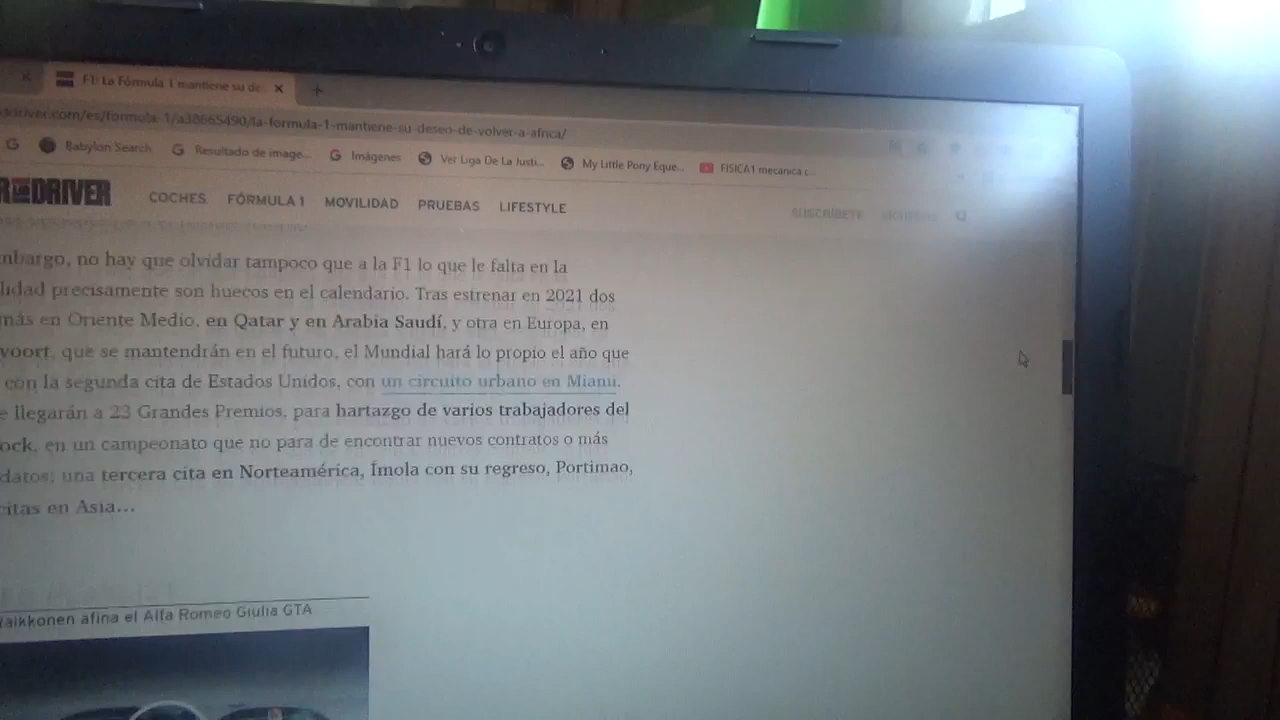 F1: La Fórmula 1 mantiene su de
driver.com/es/formula-1/a38665490/la-formula-1-mantiene-su-deseo-de-volver-a-africa/
Babylon Search Resultado de image... Imágenes Ver Liga De La Justi... My Little Pony Eque... FISICA1 mecanica c...
DRIVER COCHES FÓRMULA 1 MOVILIDAD PRUEBAS LIFESTYLE SUSCRÍBETE
mbargo, no hay que olvidar tampoco que a la F1 lo que le falta en la
lidad precisamente son huecos en el calendario. Tras estrenar en 2021 dos
más en Oriente Medio, en Qatar y en Arabia Saudí, y otra en Europa, en
voort, que se mantendrán en el futuro, el Mundial hará lo propio el año que
con la segunda cita de Estados Unidos, con un circuito urbano en Miami.
e llegarán a 23 Grandes Premios, para hartazgo de varios trabajadores del
ock, en un campeonato que no para de encontrar nuevos contratos o más
datos: una tercera cita en Norteamérica, Ímola con su regreso, Portimao,
citas en Asia...
aikkonen afina el Alfa Romeo Giulia GTA